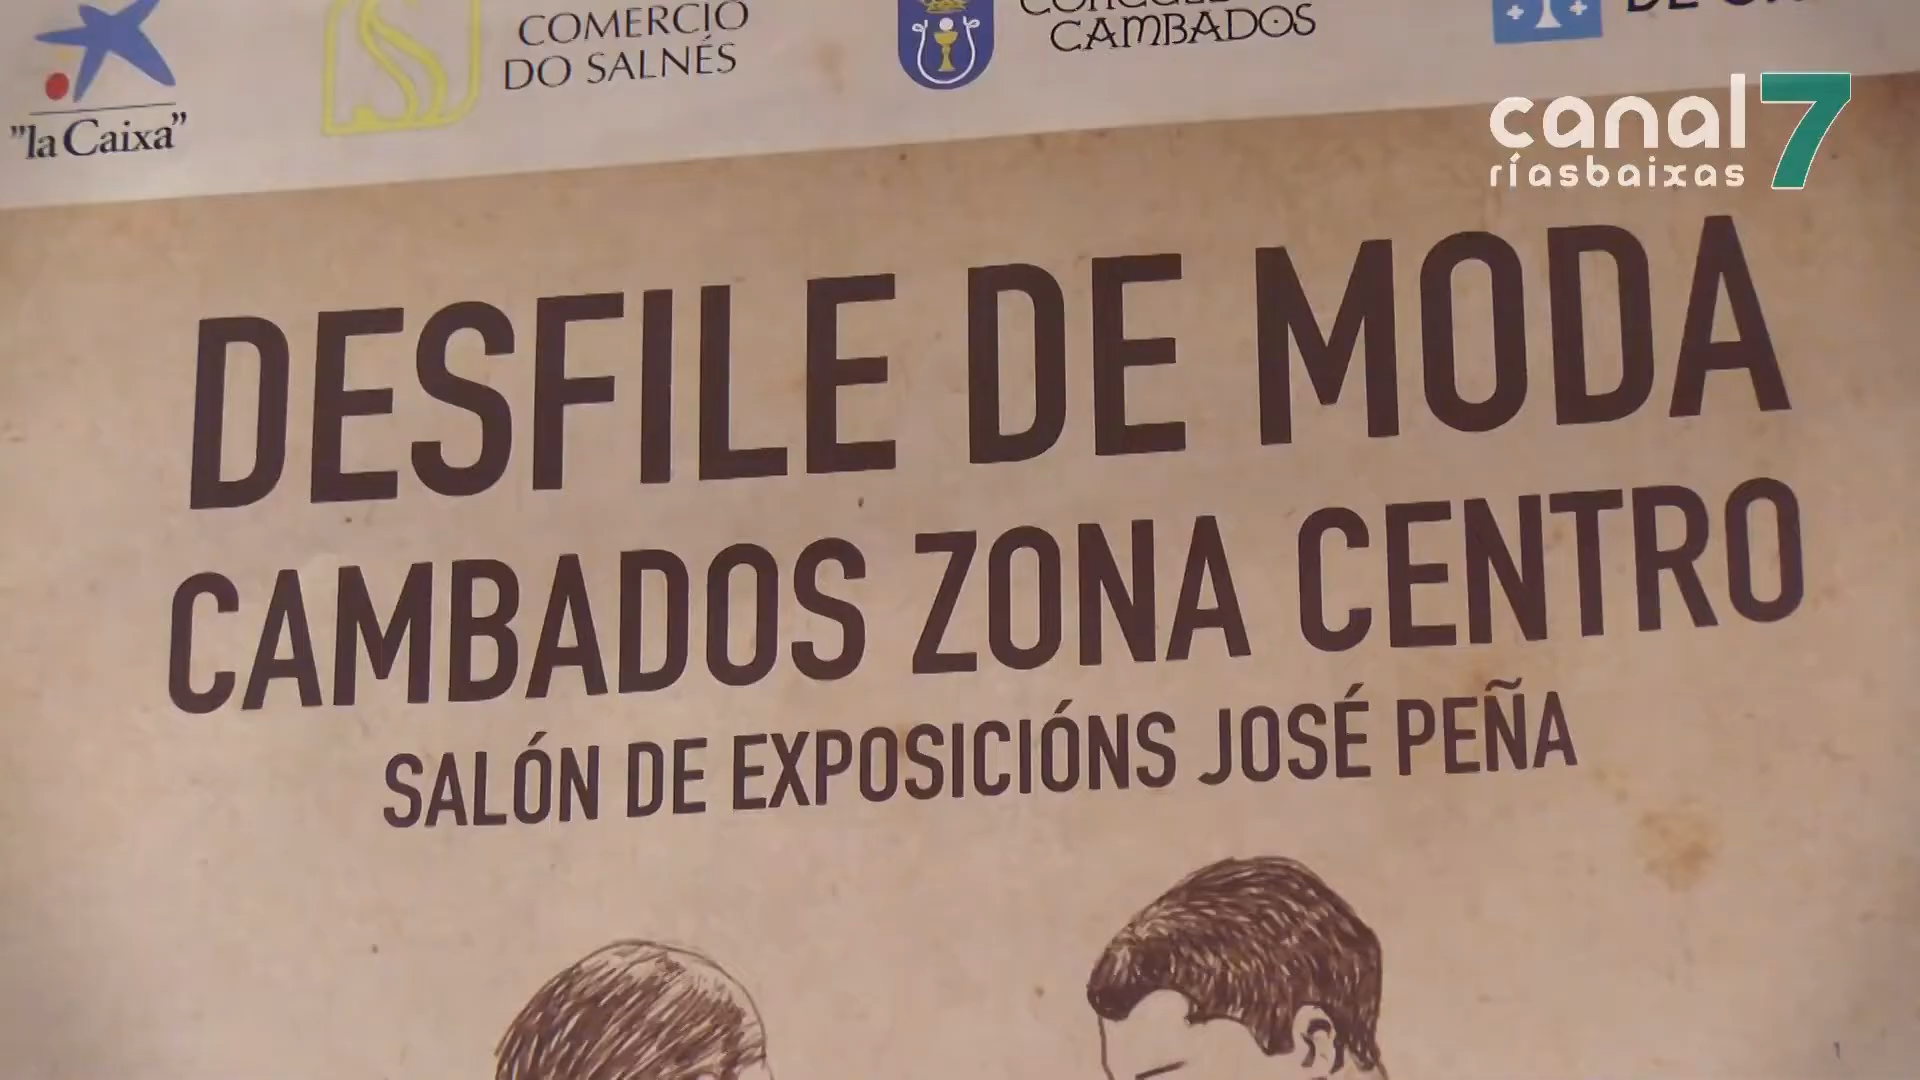 COMERCIO
DO SALNÉS
"la Caixa"
CAMBADOS
canal 7
ríasbaixas
DESFILE DE MODA
CAMBADOS ZONA CENTRO
SALÓN DE EXPOSICIÓNS JOSÉ PEÑA